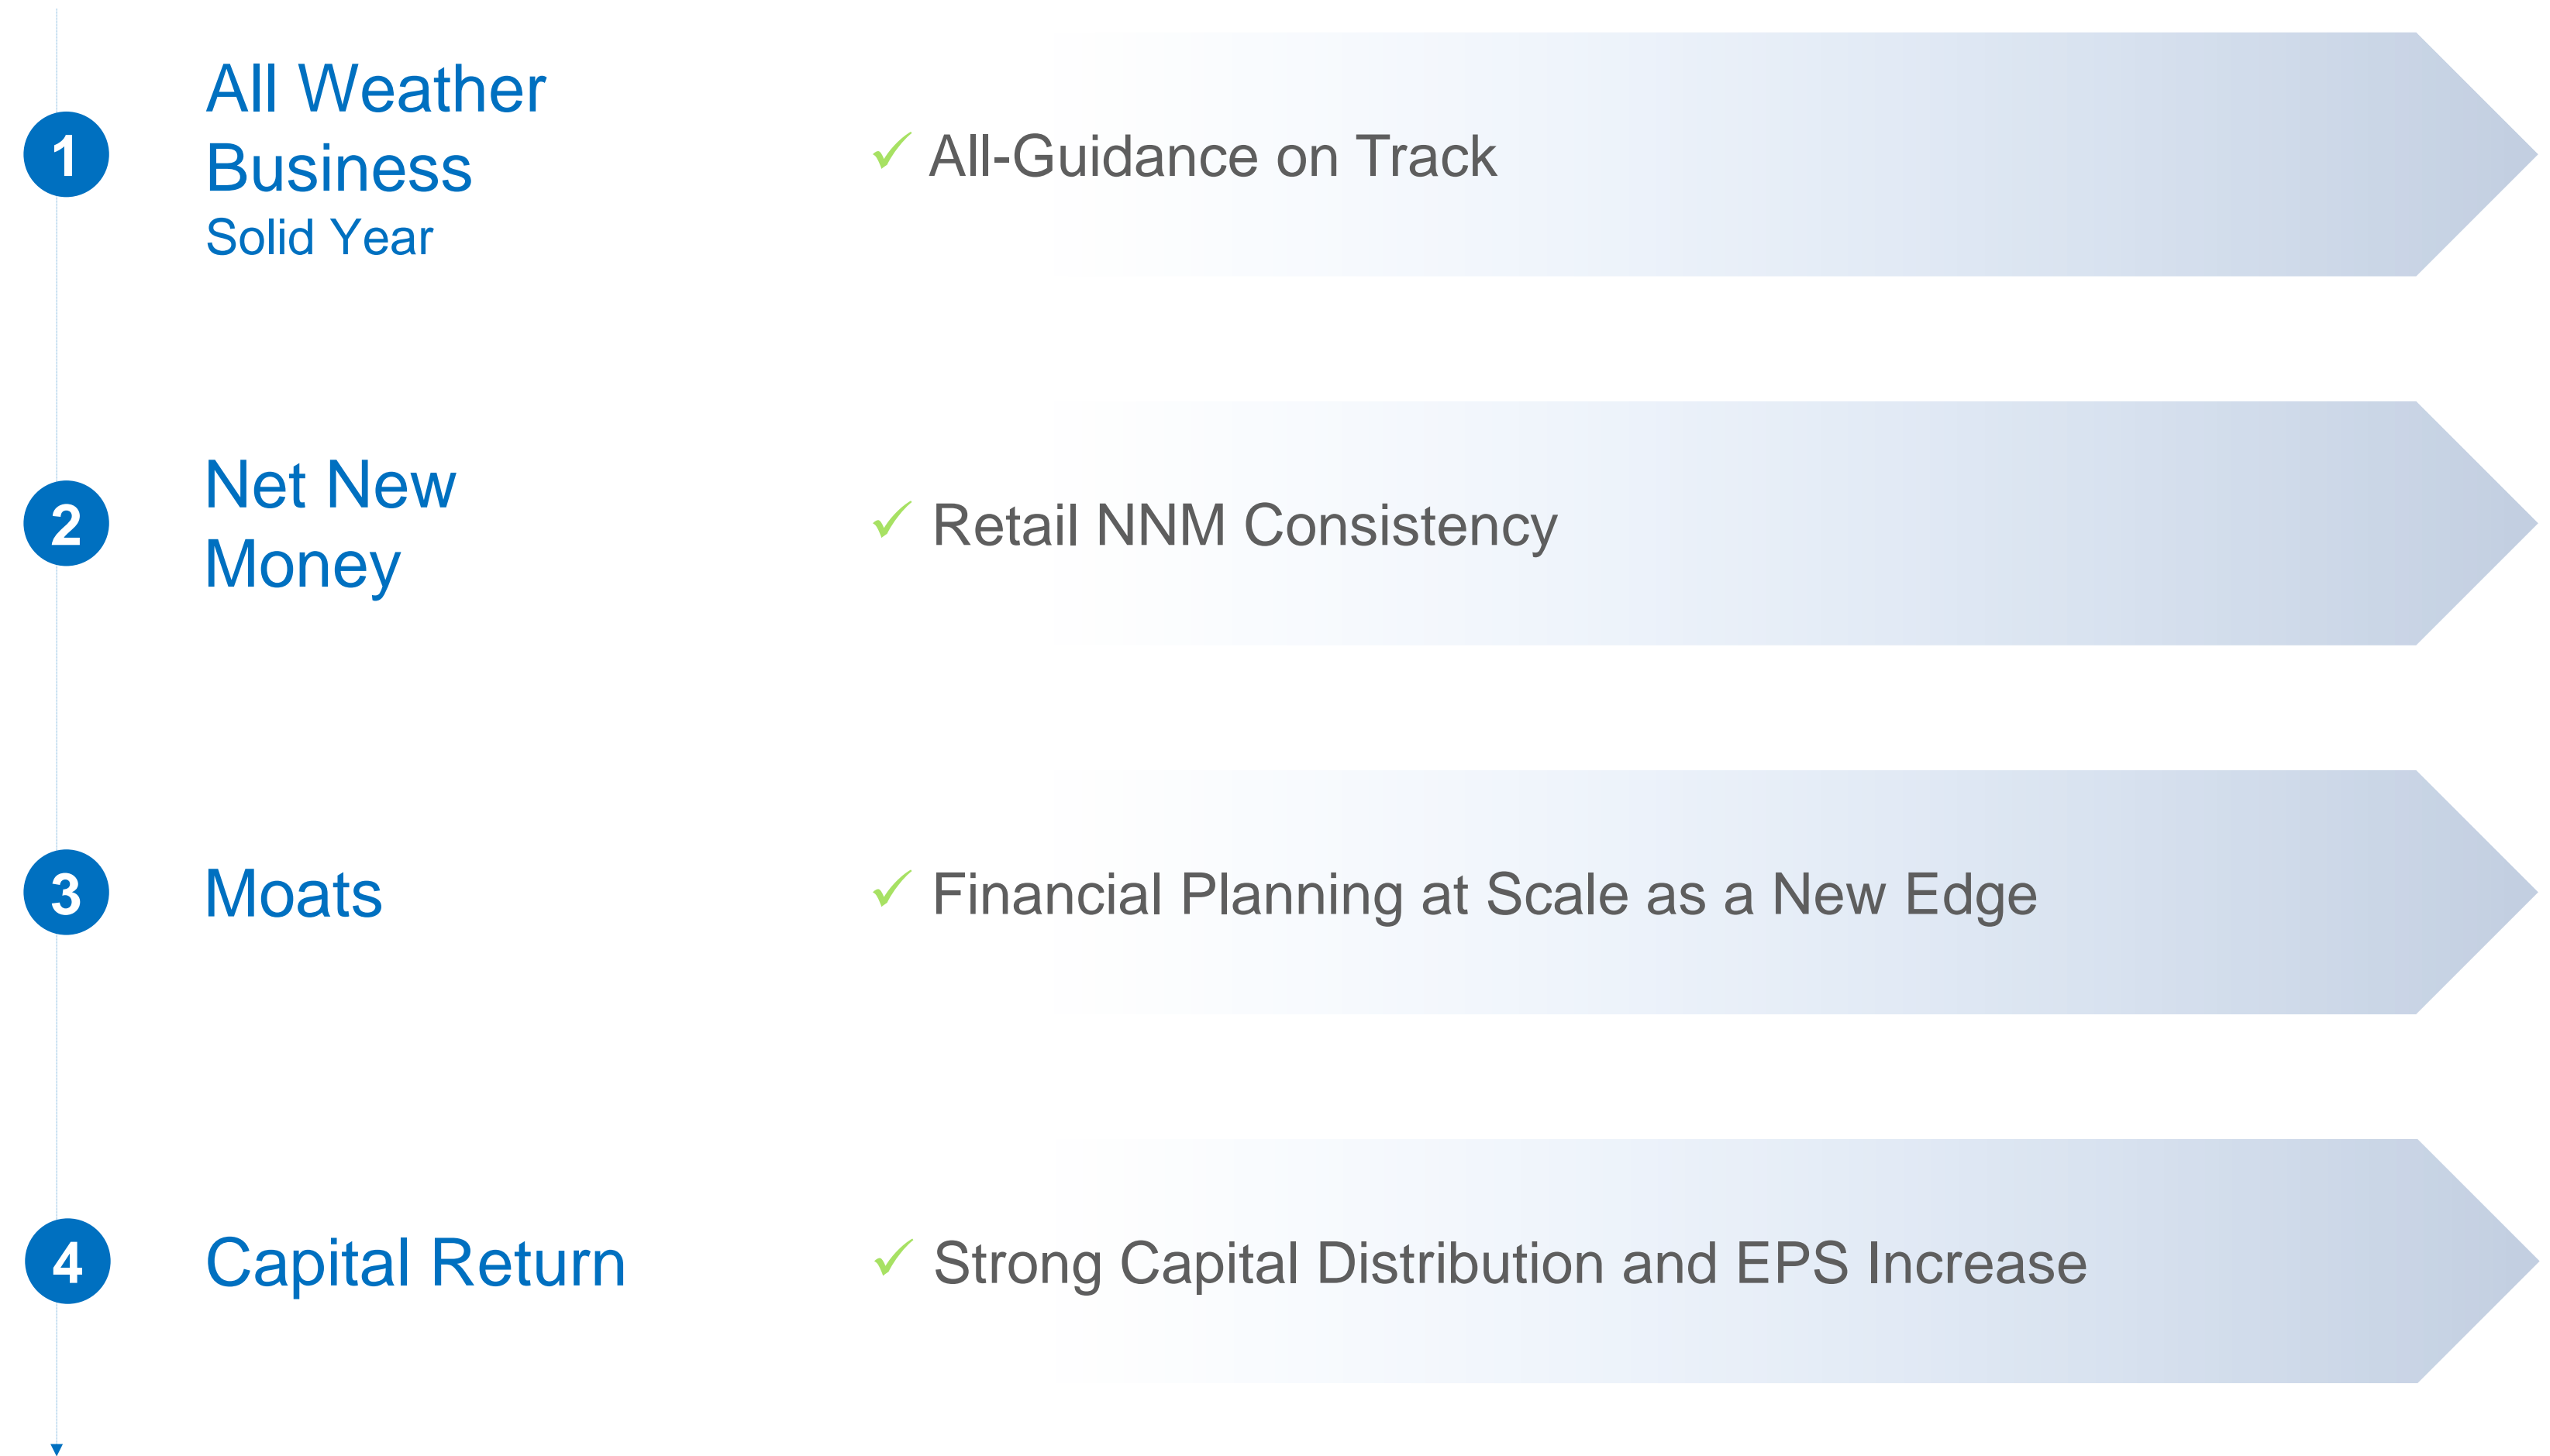 1
All Weather
Business
Solid Year
✓ All-Guidance on Track
2
Net New
Money
✓ Retail NNM Consistency
3
Moats
✓ Financial Planning at Scale as a New Edge
4
Capital Return
✓ Strong Capital Distribution and EPS Increase